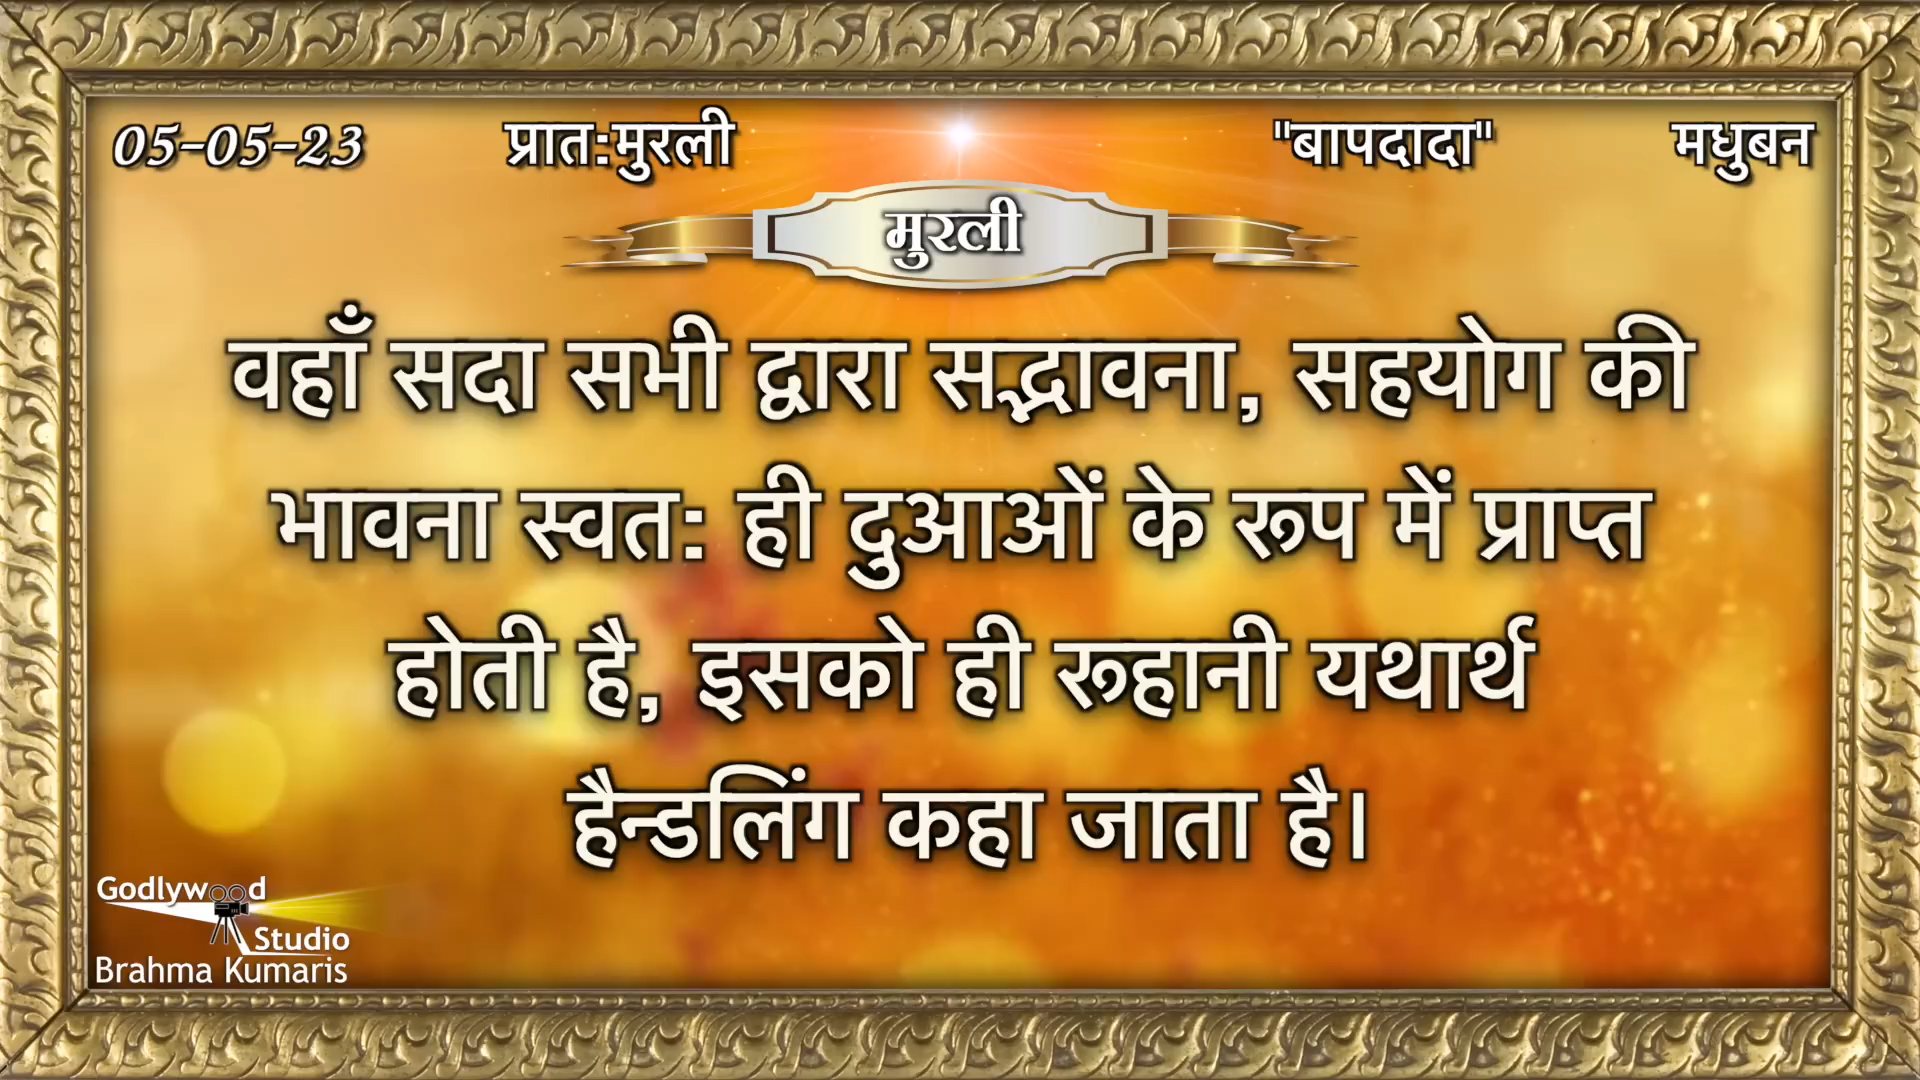 05-05-23 प्रात:मुरली "बापदादा" मधुबन
मुरली
वहाँ सदा सभी द्वारा सद्भावना, सहयोग की
भावना स्वत: ही दुआओं के रूप में प्राप्त
होती है, इसको ही रूहानी यथार्थ
हैन्डलिंग कहा जाता है।
Godlywood
Studio
Brahma Kumaris